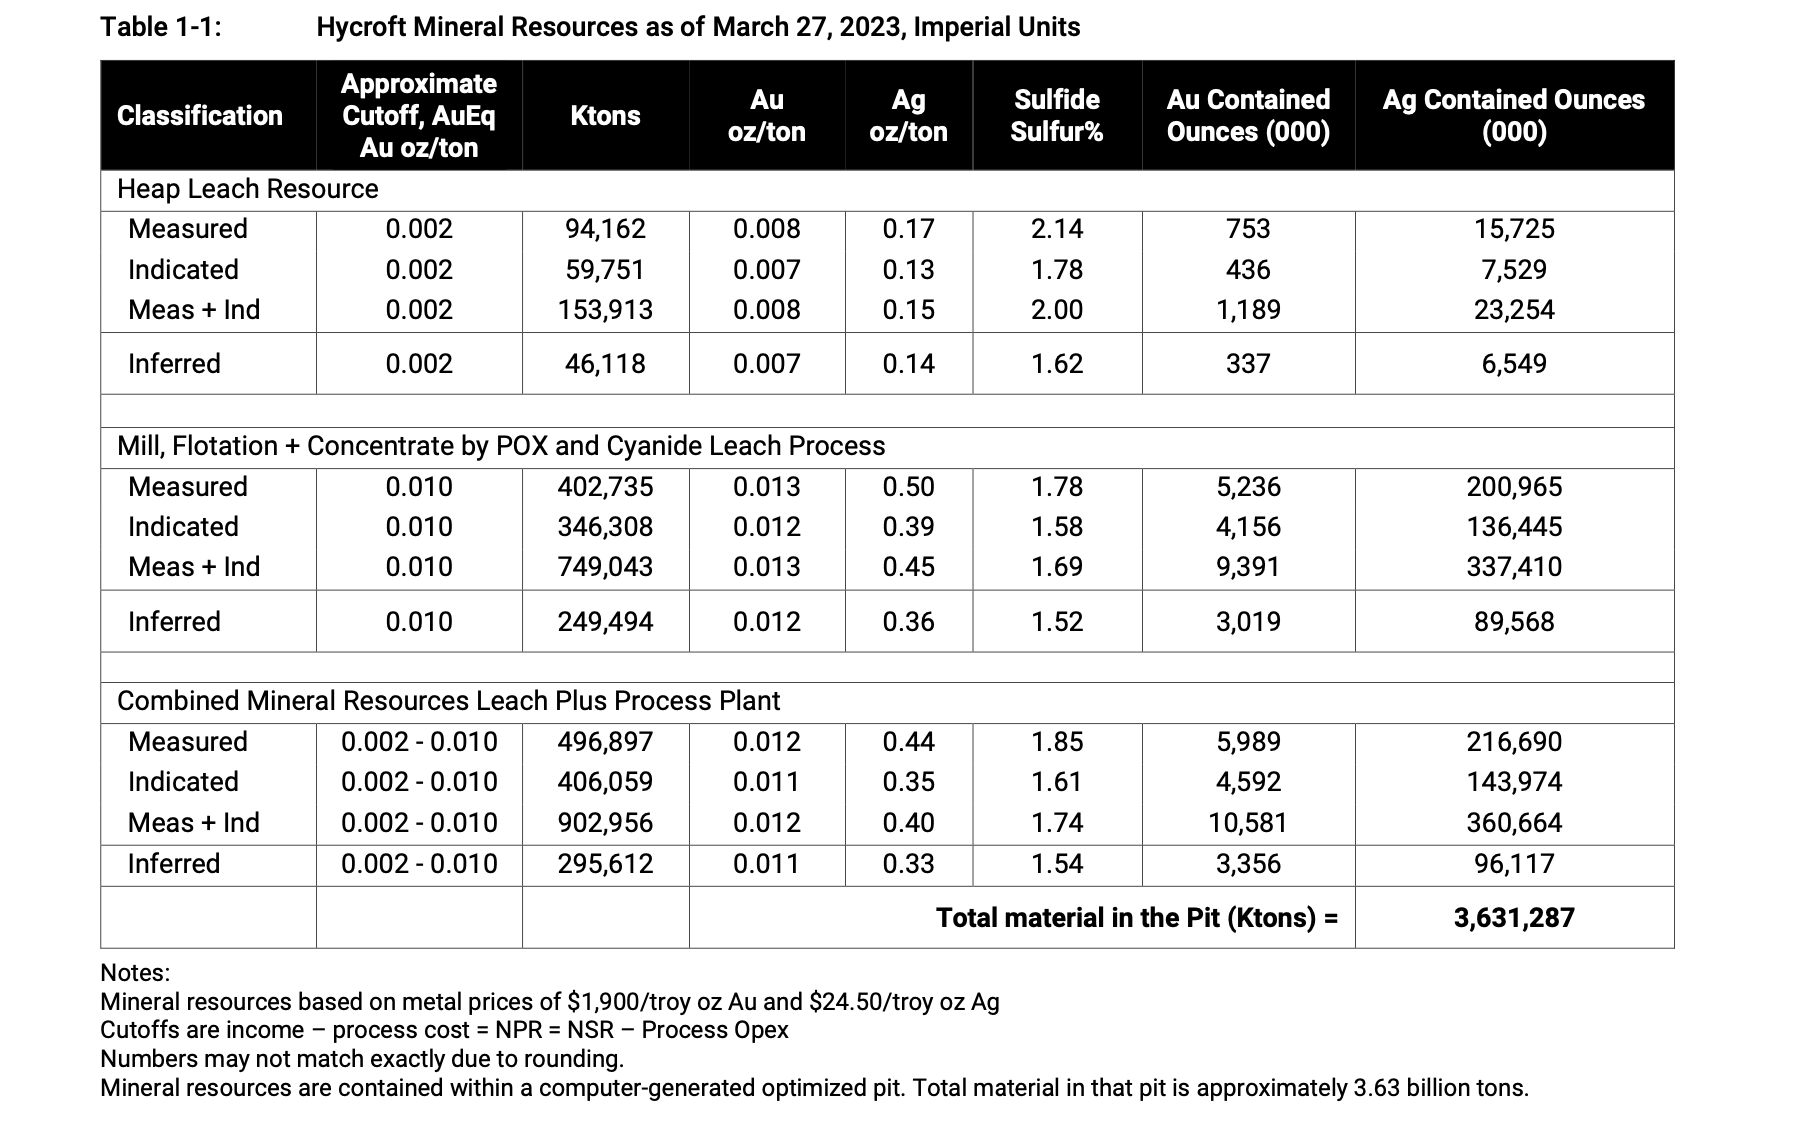 Table 1-1: Hycroft Mineral Resources as of March 27, 2023, Imperial Units
Classification Approximate Cutoff, AuEq Au oz/ton Ktons Au oz/ton Ag oz/ton Sulfide Sulfur% Au Contained Ounces (000) Ag Contained Ounces (000)
Heap Leach Resource
Measured 0.002 94,162 0.008 0.17 2.14 753 15,725
Indicated 0.002 59,751 0.007 0.13 1.78 436 7,529
Meas + Ind 0.002 153,913 0.008 0.15 2.00 1,189 23,254
Inferred 0.002 46,118 0.007 0.14 1.62 337 6,549
Mill, Flotation + Concentrate by POX and Cyanide Leach Process
Measured 0.010 402,735 0.013 0.50 1.78 5,236 200,965
Indicated 0.010 346,308 0.012 0.39 1.58 4,156 136,445
Meas + Ind 0.010 749,043 0.013 0.45 1.69 9,391 337,410
Inferred 0.010 249,494 0.012 0.36 1.52 3,019 89,568
Combined Mineral Resources Leach Plus Process Plant
Measured 0.002 - 0.010 496,897 0.012 0.44 1.85 5,989 216,690
Indicated 0.002 - 0.010 406,059 0.011 0.35 1.61 4,592 143,974
Meas + Ind 0.002 - 0.010 902,956 0.012 0.40 1.74 10,581 360,664
Inferred 0.002 - 0.010 295,612 0.011 0.33 1.54 3,356 96,117
Total material in the Pit (Ktons) = 3,631,287
Notes:
Mineral resources based on metal prices of $1,900/troy oz Au and $24.50/troy oz Ag
Cutoffs are income – process cost = NPR = NSR – Process Opex
Numbers may not match exactly due to rounding.
Mineral resources are contained within a computer-generated optimized pit. Total material in that pit is approximately 3.63 billion tons.